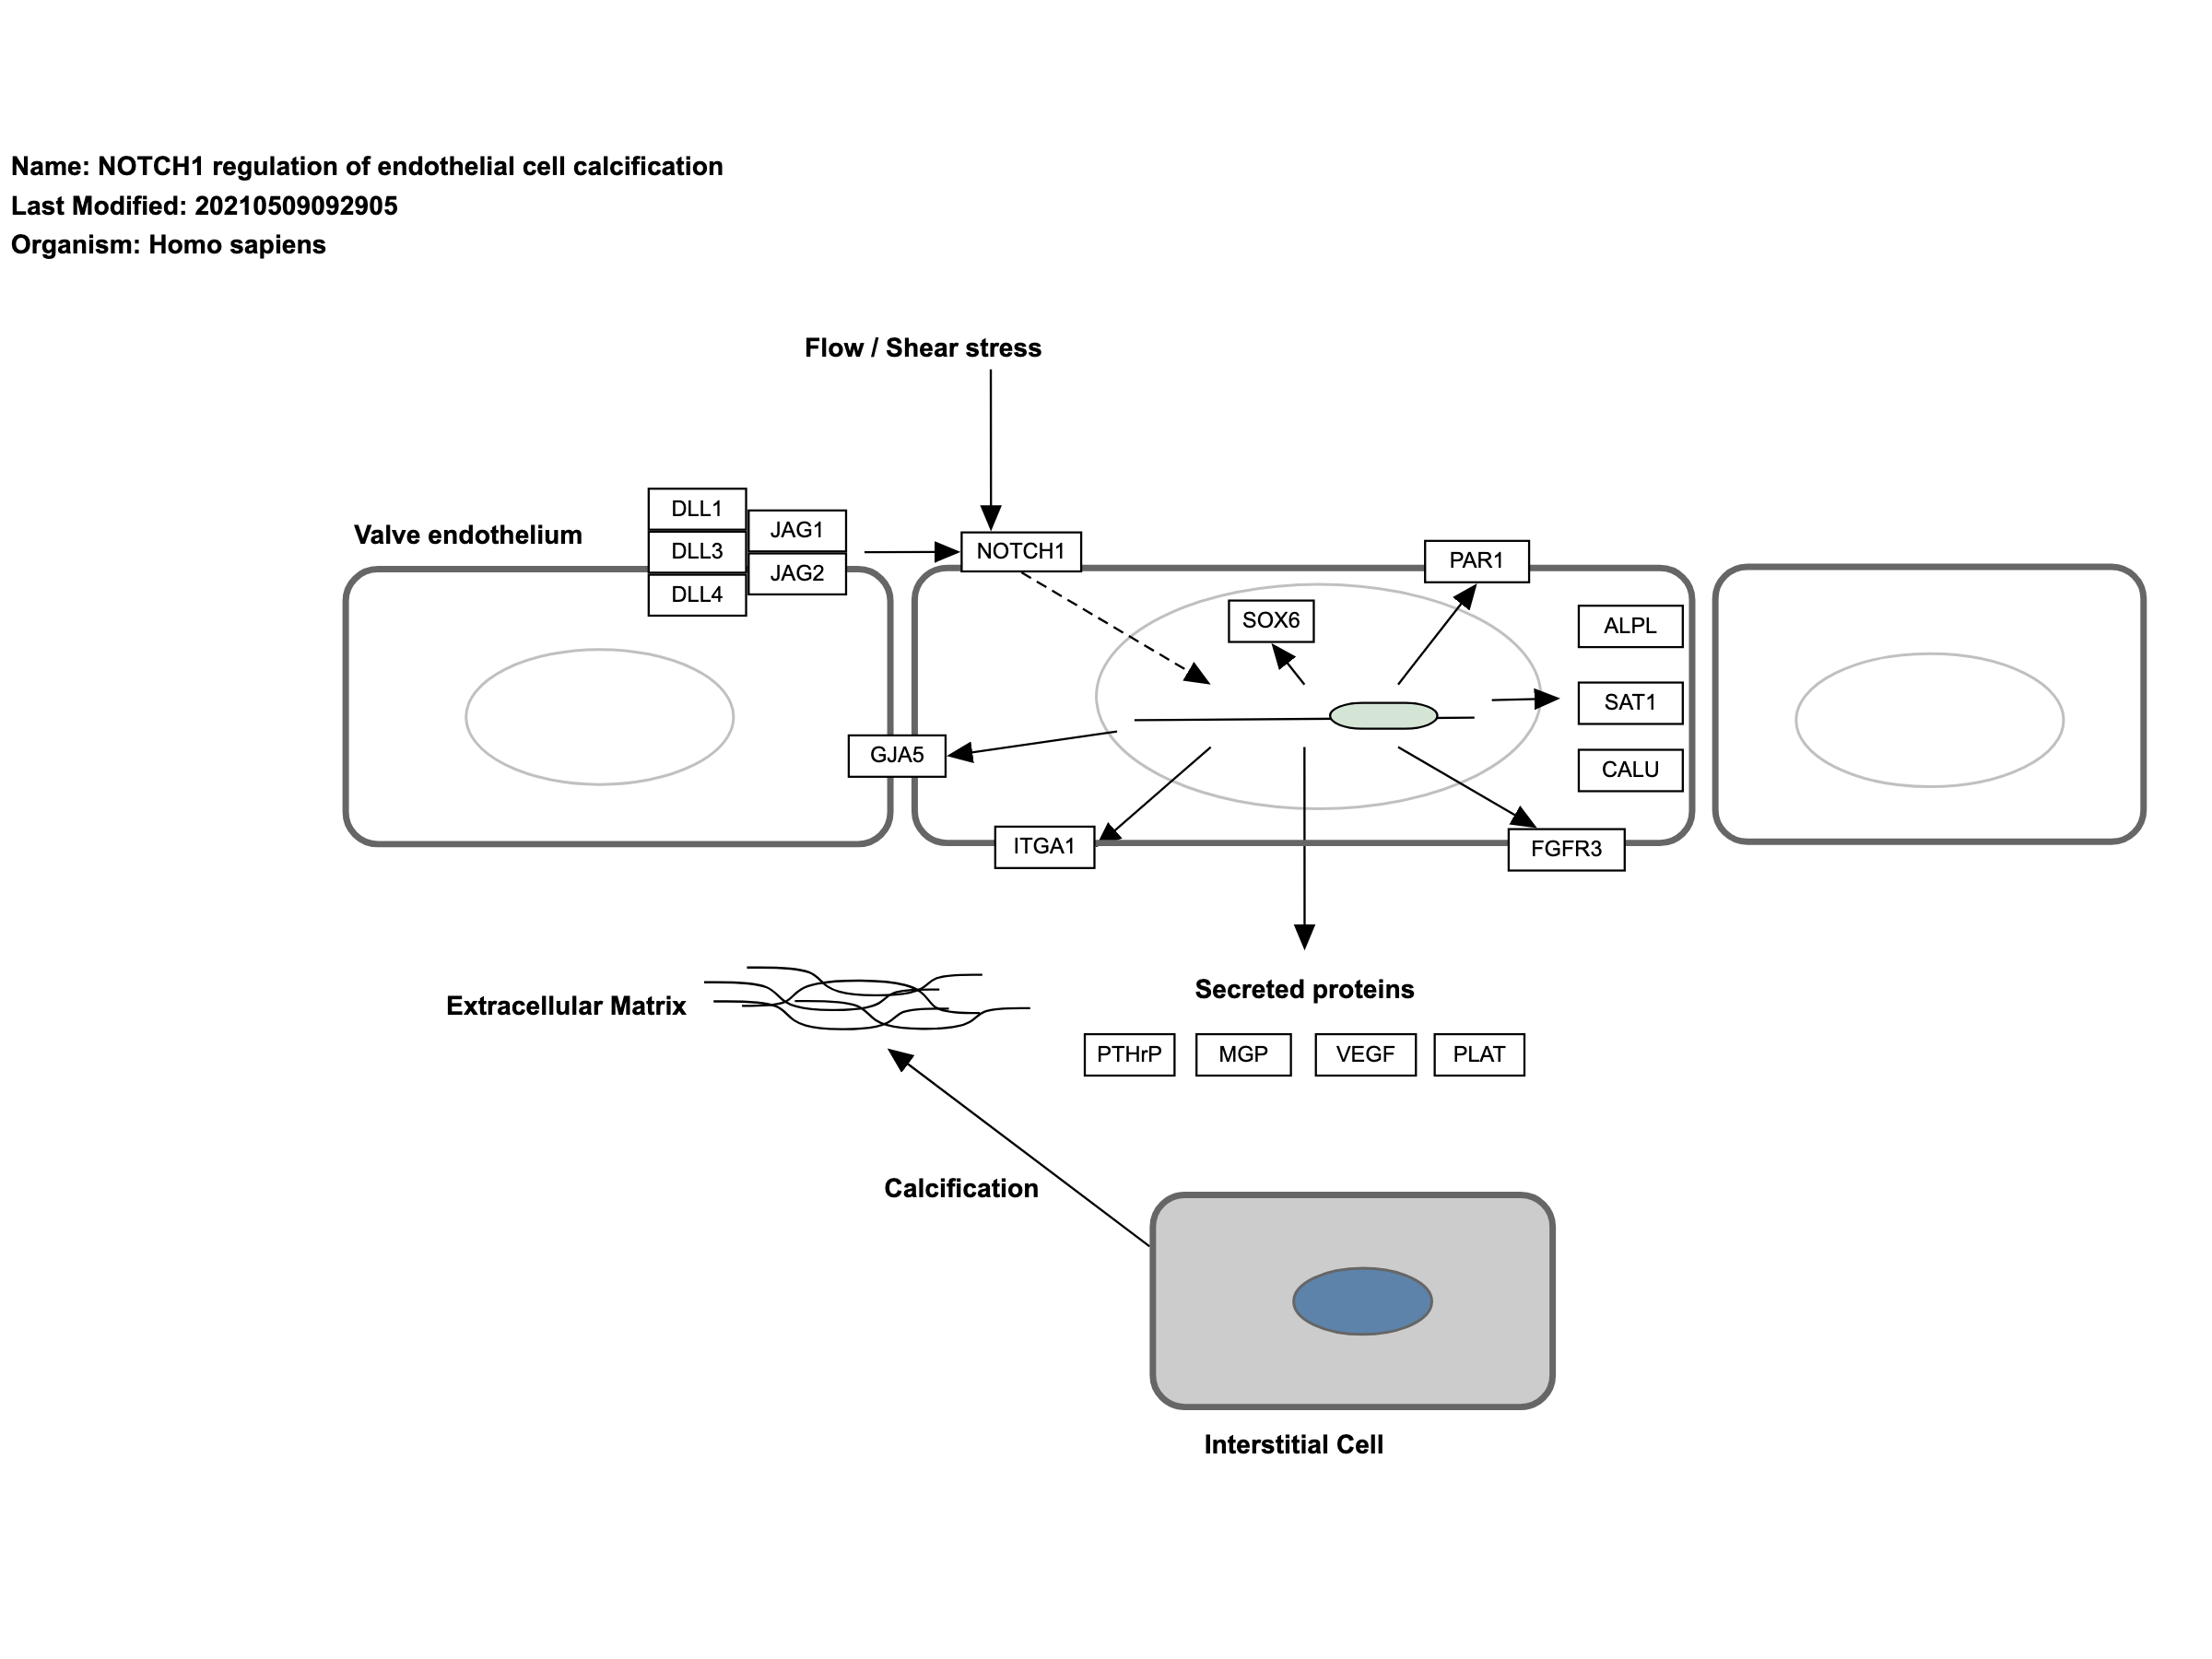 Name: NOTCH1 regulation of endothelial cell calcification
Last Modified: 20210509092905
Organism: Homo sapiens
Flow / Shear stress
Valve endothelium
DLL1
JAG1
DLL3
JAG2
DLL4
NOTCH1
PAR1
SOX6
ALPL
SAT1
GJA5
CALU
ITGA1
FGFR3
Extracellular Matrix
Secreted proteins
PTHrP
MGP
VEGF
PLAT
Calcification
Interstitial Cell